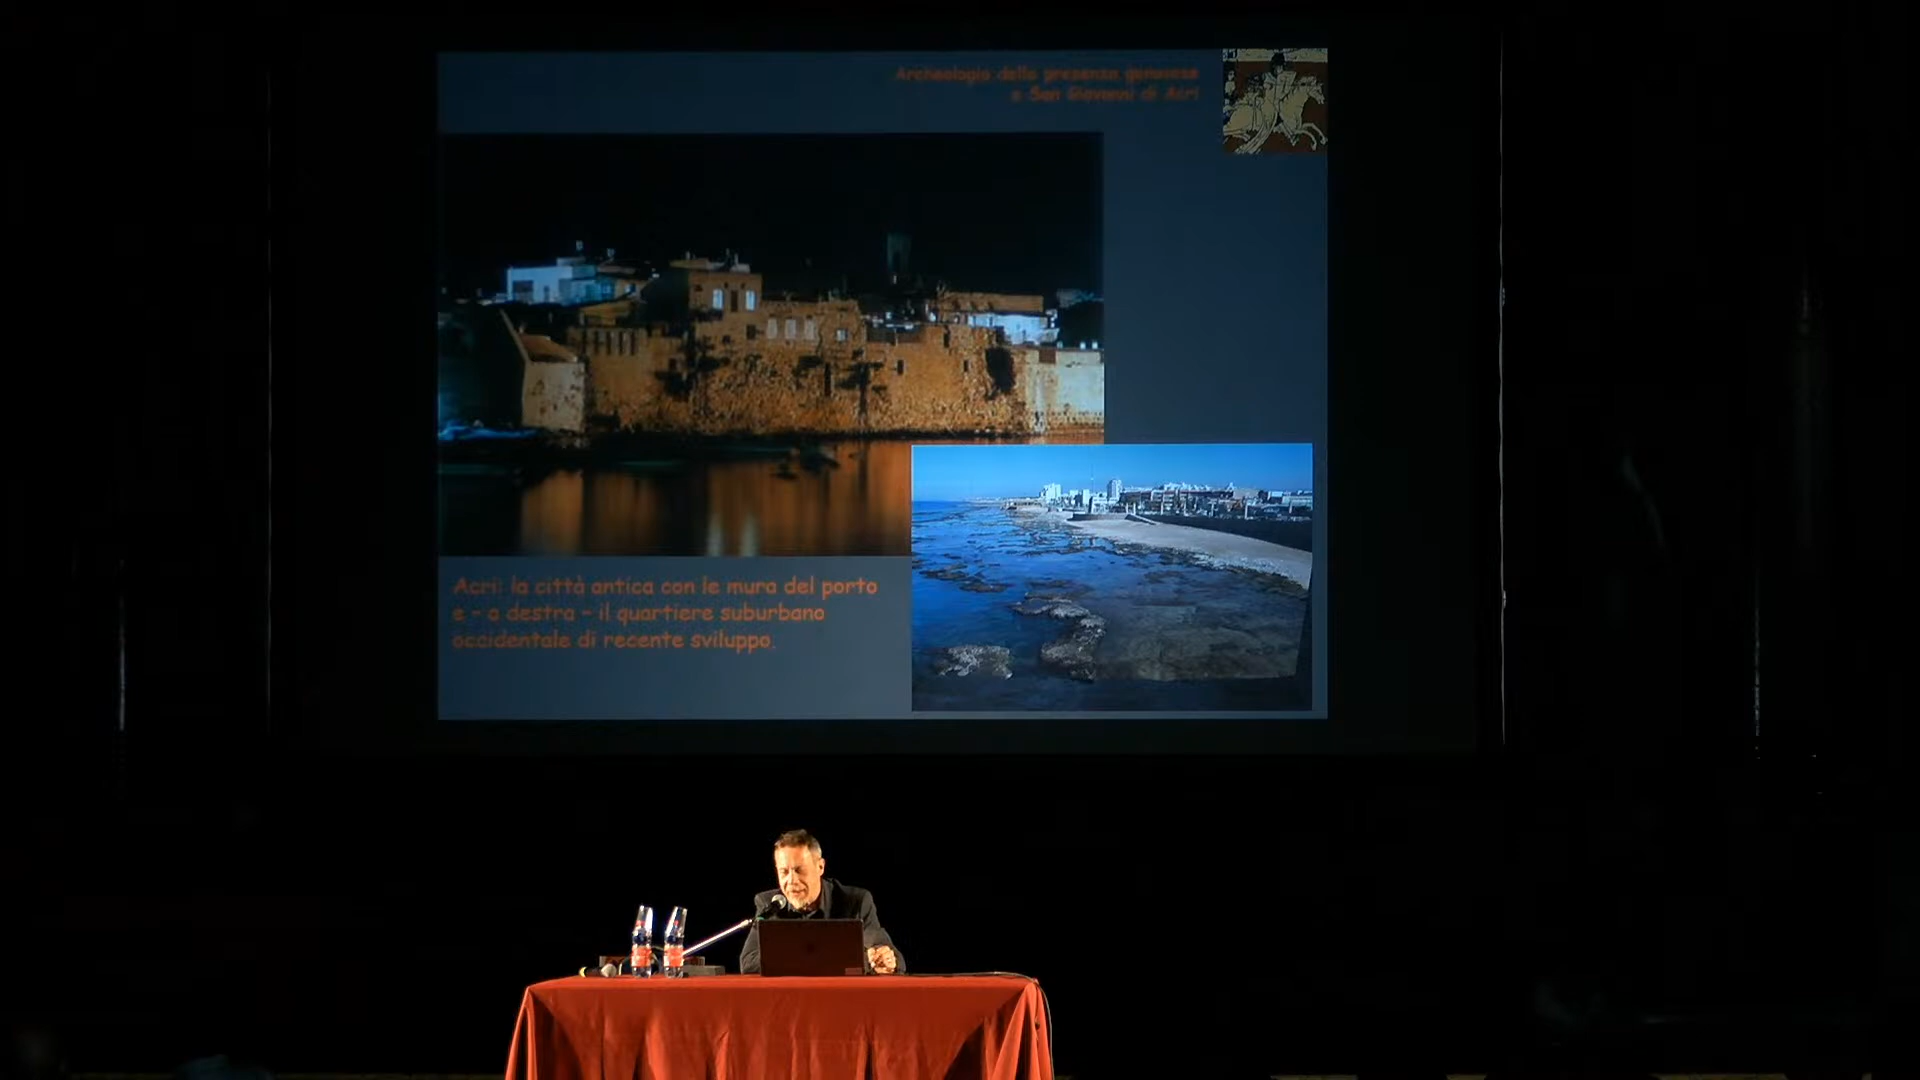 Archeologia della presenza genovese
a San Giovanni di Acri
Acri: la città antica con le mura del porto
e - a destra - il quartiere suburbano
occidentale di recente sviluppo.